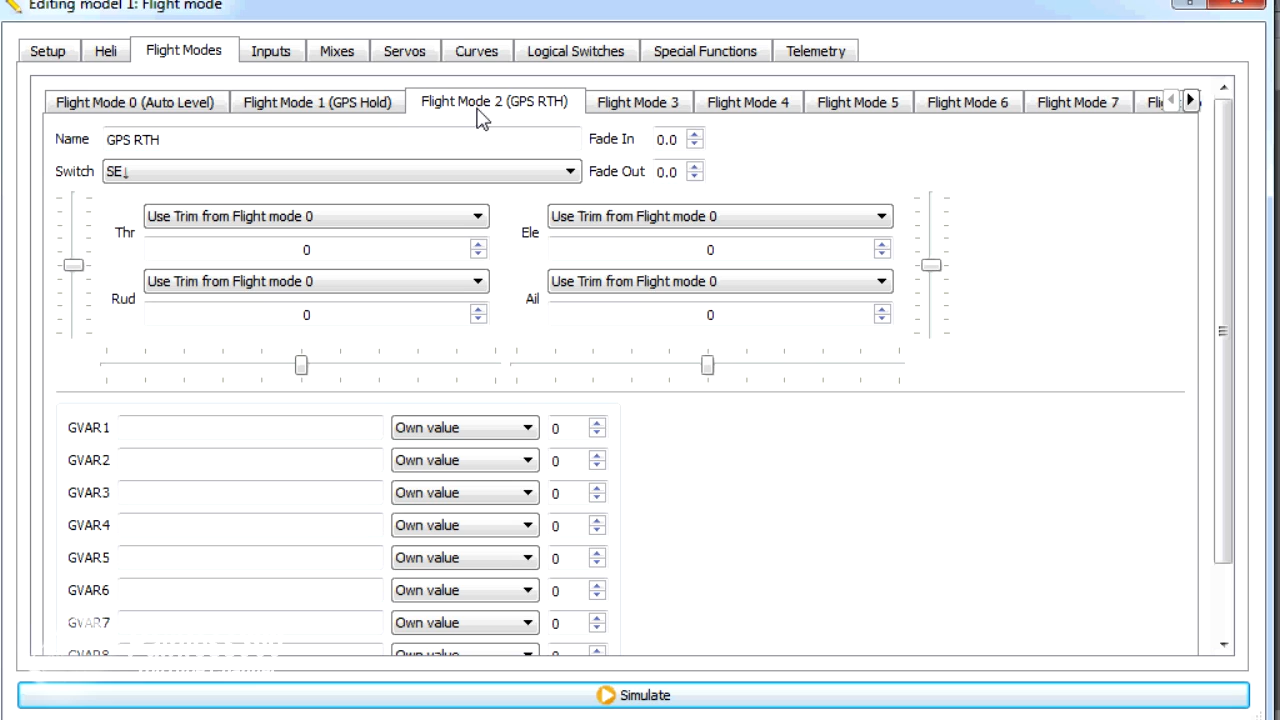 Editing model 1: Flight mode
Setup Heli Flight Modes Inputs Mixes Servos Curves Logical Switches Special Functions Telemetry
Flight Mode 0 (Auto Level) Flight Mode 1 (GPS Hold) Flight Mode 2 (GPS RTH) Flight Mode 3 Flight Mode 4 Flight Mode 5 Flight Mode 6 Flight Mode 7
Name GPS RTH Fade In 0.0
Switch SE↓ Fade Out 0.0
Use Trim from Flight mode 0 Use Trim from Flight mode 0
Thr Ele
0 0
Use Trim from Flight mode 0 Use Trim from Flight mode 0
Rud Ail
0 0
GVAR1 Own value 0
GVAR2 Own value 0
GVAR3 Own value 0
GVAR4 Own value 0
GVAR5 Own value 0
GVAR6 Own value 0
GVAR7 Own value 0
GVAR8 Own value 0
Simulate